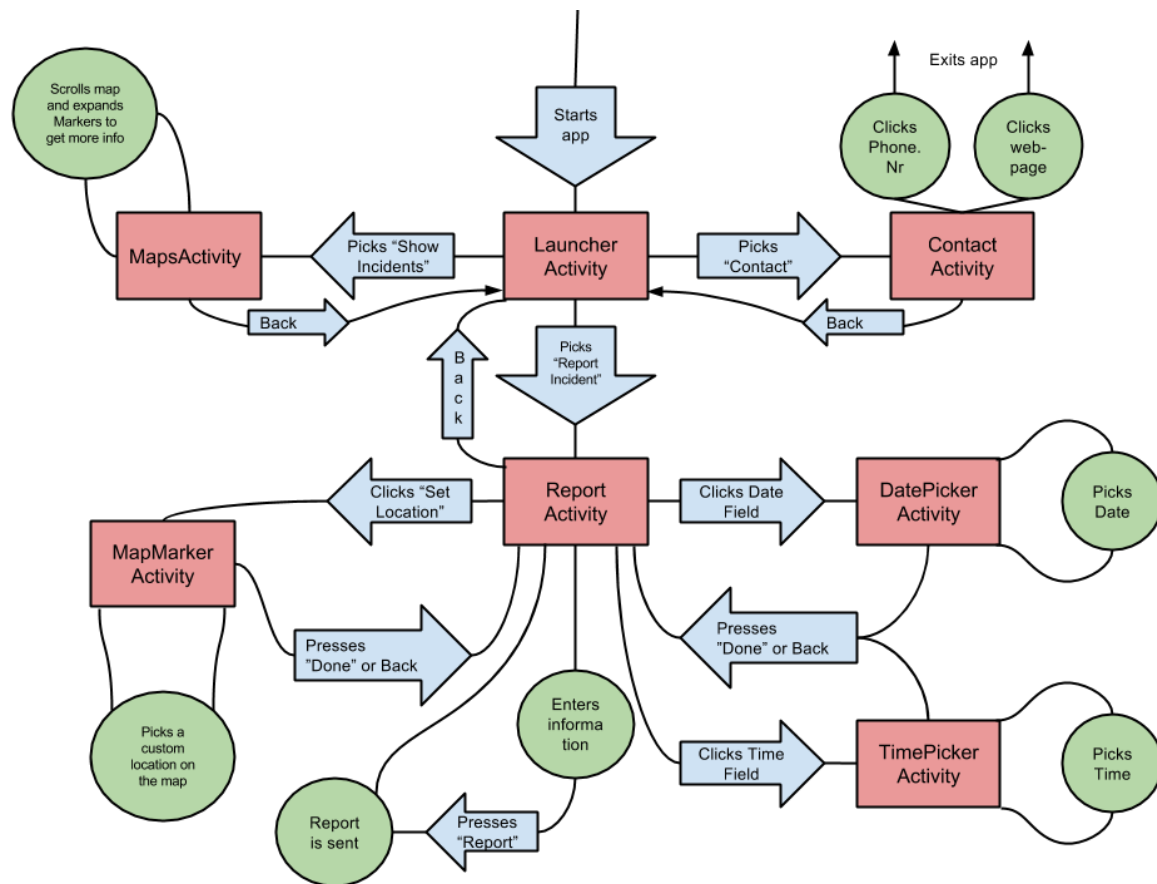 Scrolls map
and expands
Markers to
get more info
Starts
app
Exits app
Clicks
Phone.
Nr
Clicks
web-
page
MapsActivity
Picks “Show
Incidents”
Launcher
Activity
Picks
“Contact”
Contact
Activity
Back
Back
B
a
c
k
Picks
“Report
Incident”
Clicks “Set
Location”
Report
Activity
Clicks Date
Field
DatePicker
Activity
Picks
Date
MapMarker
Activity
Presses
”Done” or Back
Presses
”Done” or Back
Picks a
custom
location on
the map
Enters
informa
tion
Clicks Time
Field
TimePicker
Activity
Picks
Time
Report
is sent
Presses
“Report”